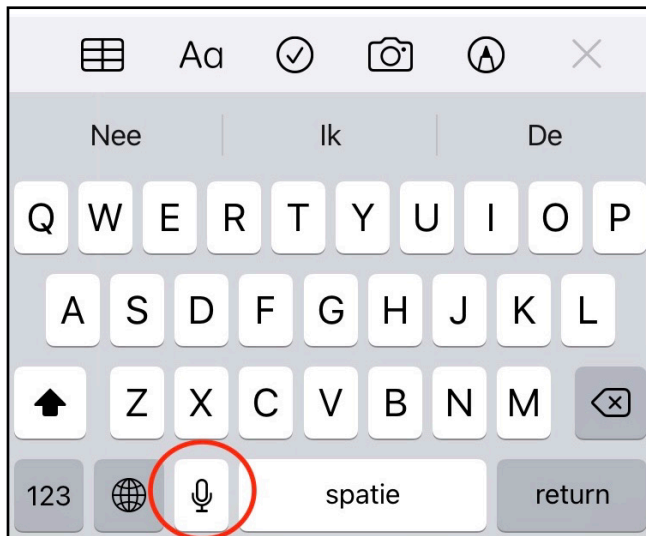 Aa
Nee Ik De
Q W E R T Y U I O P
A S D F G H J K L
Z X C V B N M
123 spatie return